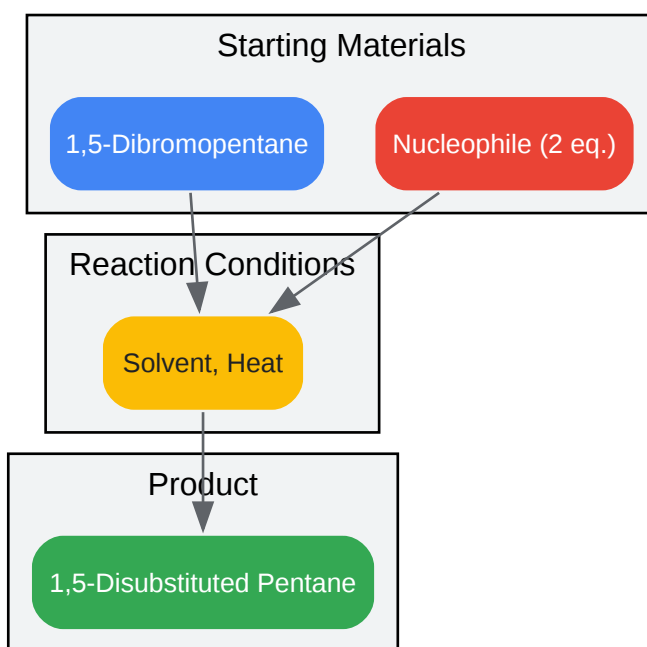 Starting Materials
1,5-Dibromopentane
Nucleophile (2 eq.)
Reaction Conditions
Solvent, Heat
Product
1,5-Disubstituted Pentane